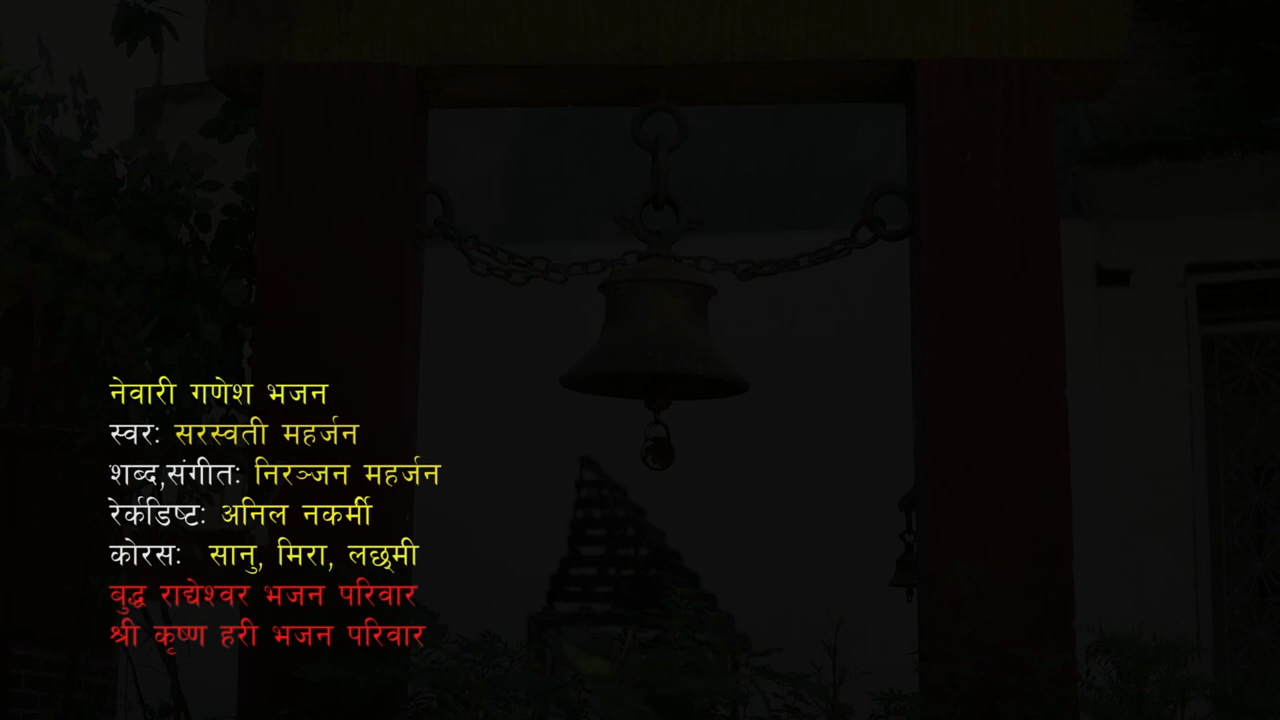 नेवारी गणेश भजन
स्वरः सरस्वती महर्जन
शब्द,संगीतः निरञ्जन महर्जन
रेर्कडिष्टः अनिल नकर्मी
कोरसः सानु, मिरा, लछ्मी
बुद्ध राद्येश्वर भजन परिवार
श्री कृष्ण हरी भजन परिवार